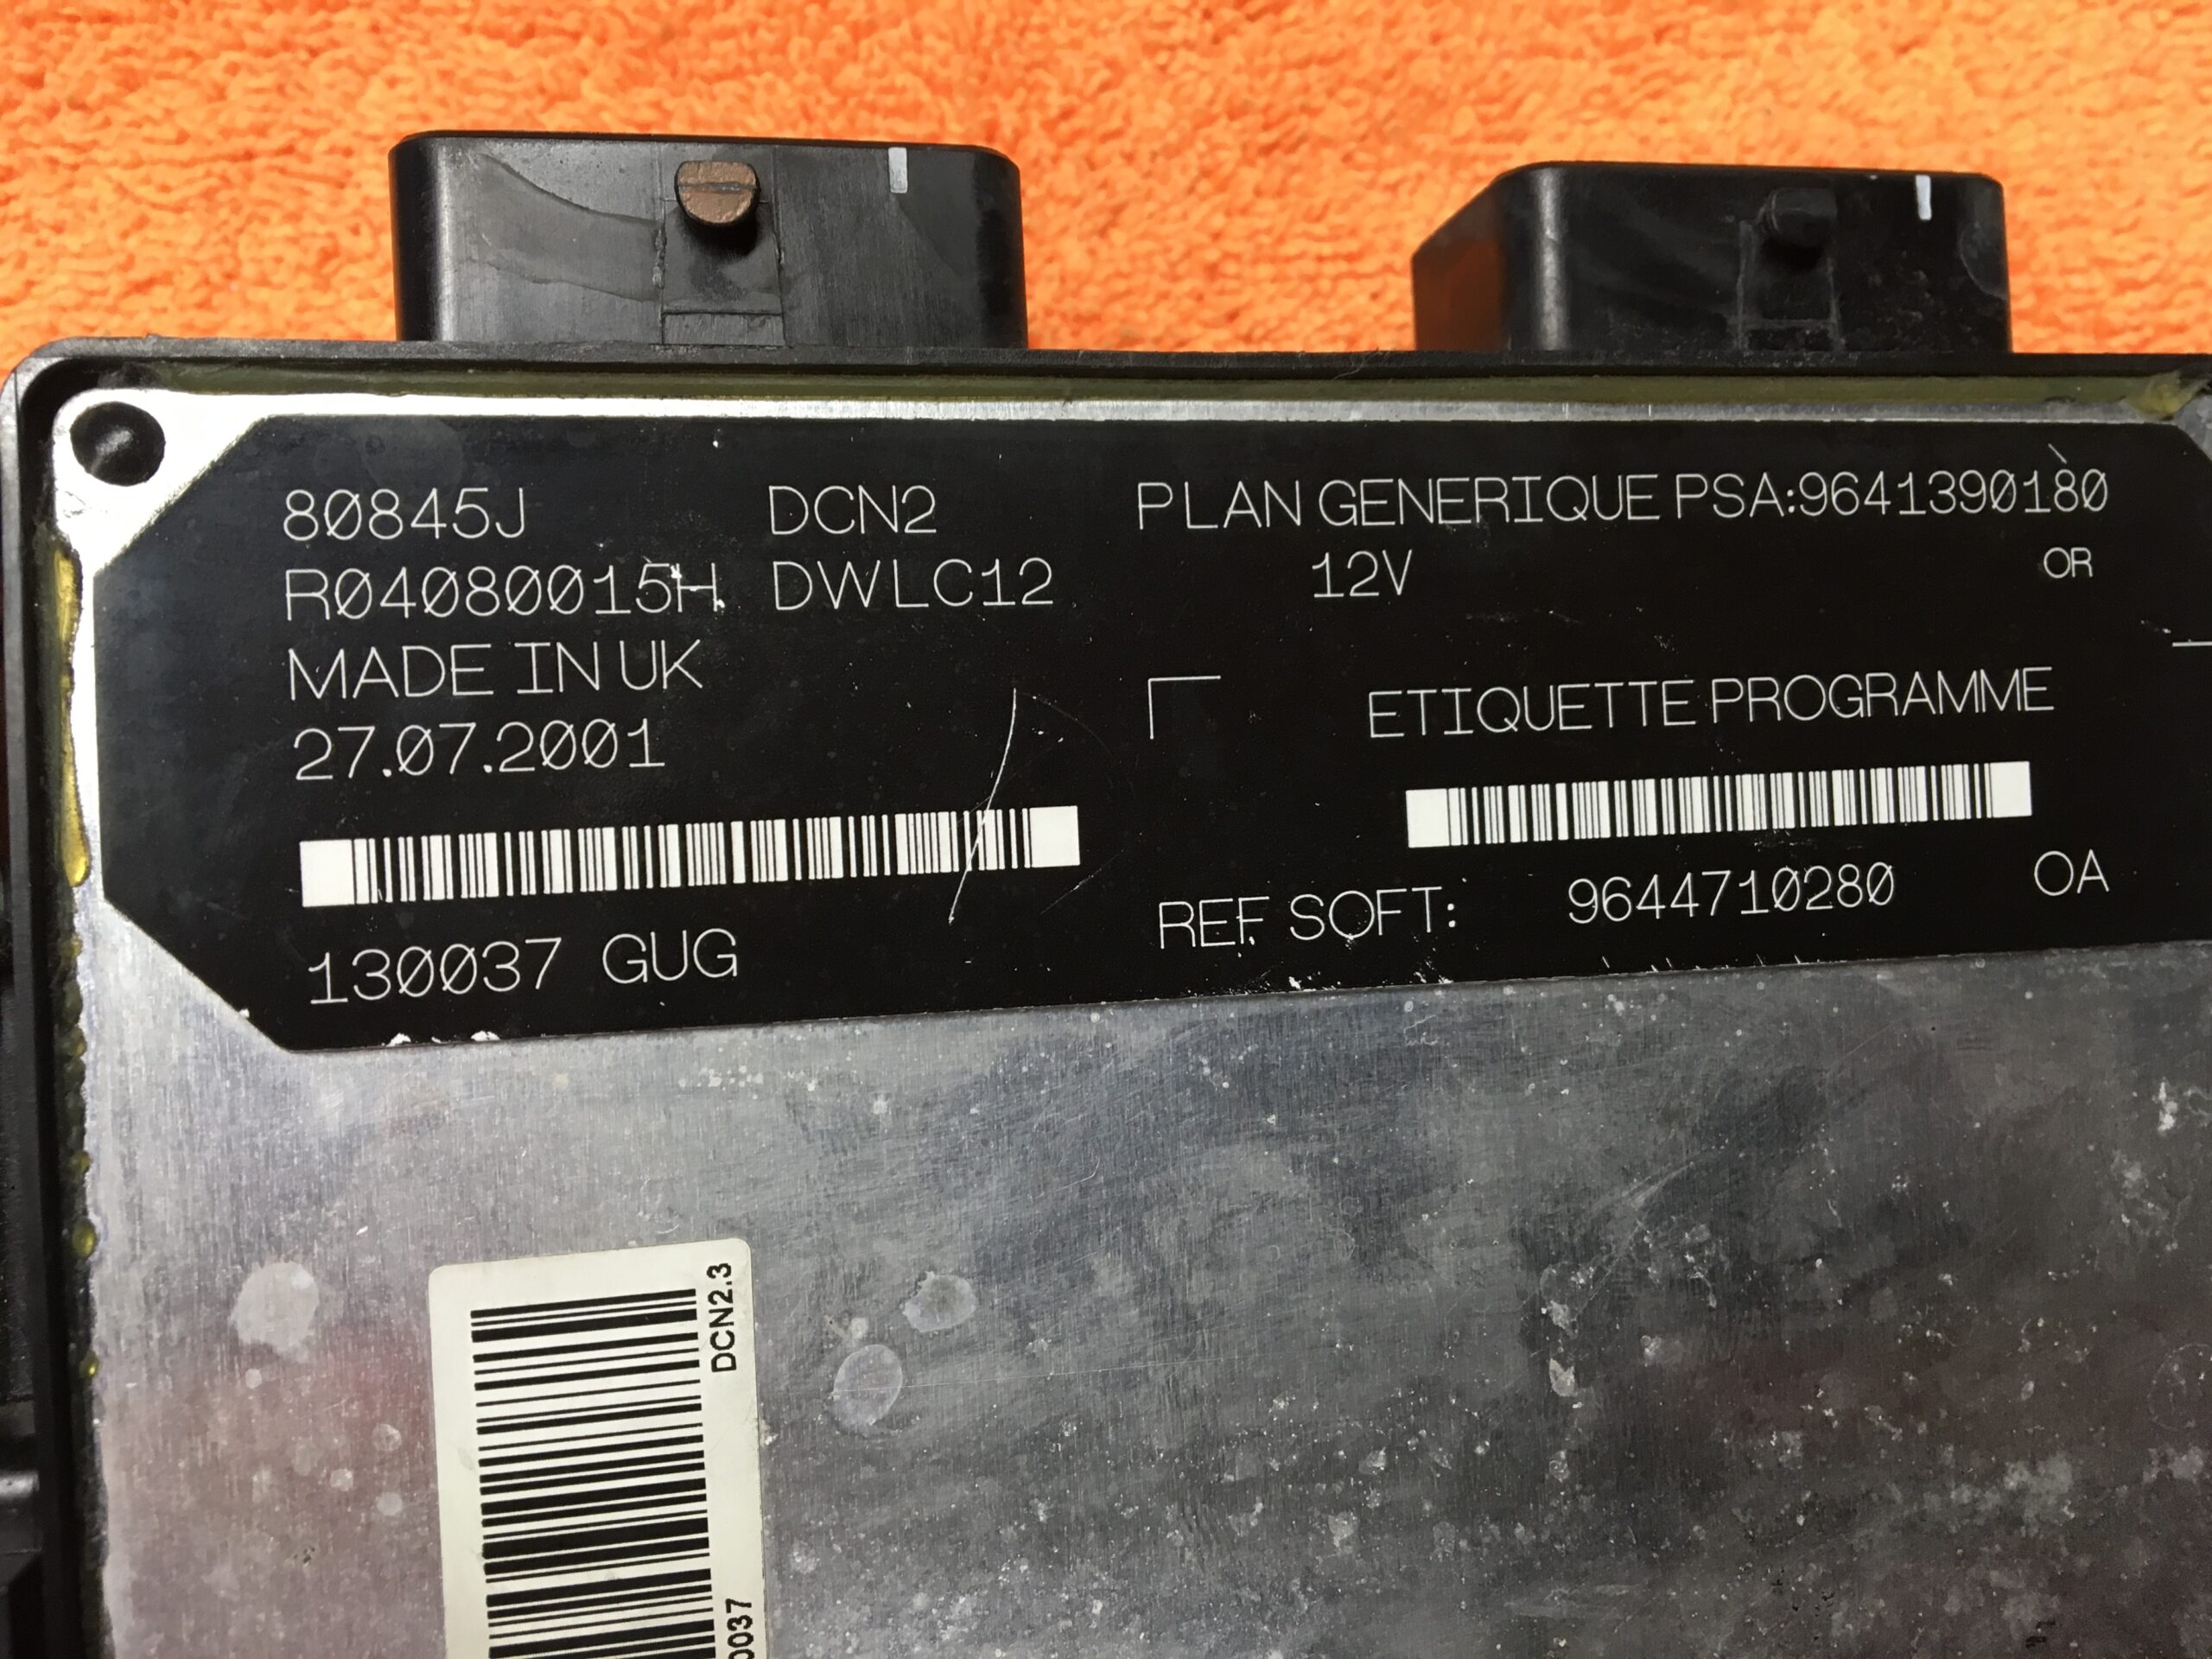 80845J DCN2 PLAN GENERIQUE PSA:9641390180
R04080015H DWLC12 12V OR
MADE IN UK
27.07.2001
ETIQUETTE PROGRAMME
130037 GUG
REF. SOFT: 9644710280 OA
DCN2.3
0037